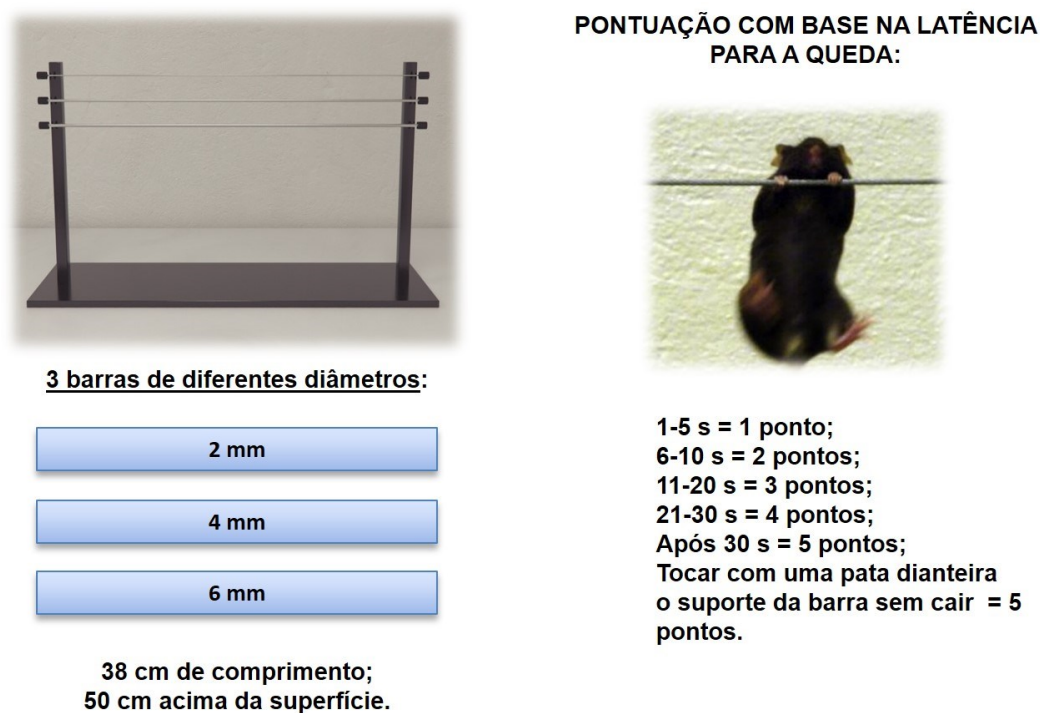 3 barras de diferentes diâmetros:
2 mm
4 mm
6 mm
38 cm de comprimento;
50 cm acima da superfície.
PONTUAÇÃO COM BASE NA LATÊNCIA
PARA A QUEDA:
1-5 s = 1 ponto;
6-10 s = 2 pontos;
11-20 s = 3 pontos;
21-30 s = 4 pontos;
Após 30 s = 5 pontos;
Tocar com uma pata dianteira
o suporte da barra sem cair = 5
pontos.